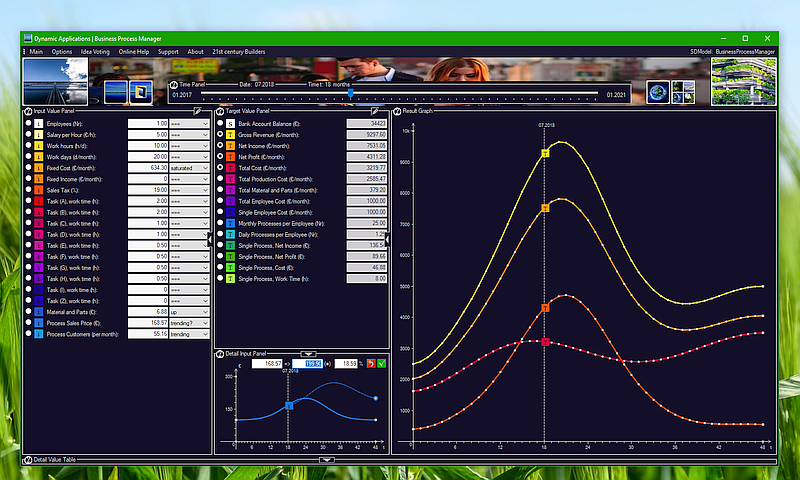 Dynamic Applications | Business Process Manager
Main Options Idea Voting Online Help Support About 21st century Builders SDModel: BusinessProcessManager
Time Panel Date: 07.2018 Time t: 18 months
01.2017 01.2021
Input Value Panel
Employees (Nr): 1.00 ===
Salary per Hour (€/h): 5.00 ===
Work hours (h/d): 10.00 ===
Work days (d/month): 20.00 ===
Fixed Cost (€/month): 634.30 saturated
Fixed Income (€/month): 0 ===
Sales Tax (%): 19.00 ===
Task (A), work time (h): 2.00 ===
Task (B), work time (h): 2.00 ===
Task (C), work time (h): 1.00 ===
Task (D), work time (h): 1.00 ===
Task (E), work time (h): 0.50 ===
Task (F), work time (h): 0.50 ===
Task (G), work time (h): 0.50 ===
Task (H), work time (h): 0.50 ===
Task (I), work time (h): 0 ===
Task (Z), work time (h): 0 ===
Material and Parts (€): 6.88 up
Process Sales Price (€): 168.57 trending?
Process Customers (per month): 55.16 trending
Target Value Panel
S Bank Account Balance (€): 34423
T Gross Revenue (€/month): 9297.60
T Net Income (€/month): 7531.05
T Net Profit (€/month): 4311.28
T Total Cost (€/month): 3219.77
T Total Production Cost (€/month): 2585.47
T Total Material and Parts (€/month): 379.20
T Total Employee Cost (€/month): 1000.00
T Single Employee Cost (€/month): 1000.00
T Monthly Processes per Employee (Nr): 25.00
T Daily Processes per Employee (Nr): 1.25
T Single Process, Net Income (€): 136.54
T Single Process, Net Profit (€): 89.66
T Single Process, Cost (€): 46.88
T Single Process, Work Time (h): 8.00
Detail Input Panel
€ 168.57 => 199.90 (+) 18.59 %
07.2018
300
150
0 6 12 18 24 30 36 42 48 t
Result Graph
07.2018
10k
9000
8000
7000
6000
5000
4000
3000
2000
1000
0 6 12 18 24 30 36 42 48 t
Detail Value Table